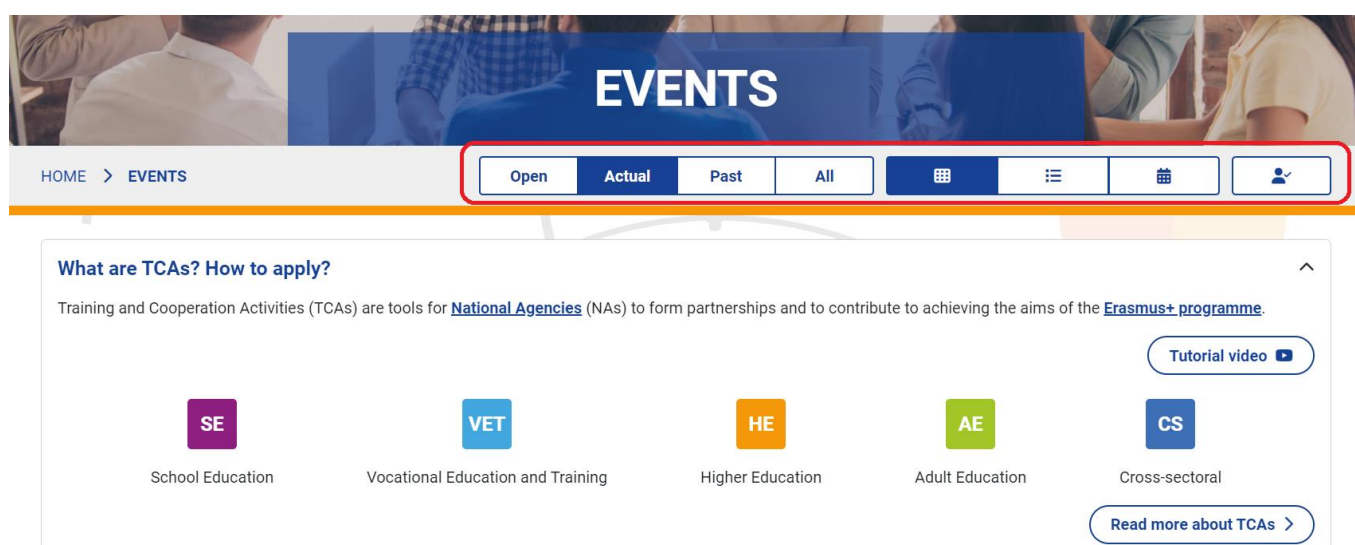 EVENTS
HOME > EVENTS
Open Actual Past All
What are TCAs? How to apply?
Training and Cooperation Activities (TCAs) are tools for National Agencies (NAs) to form partnerships and to contribute to achieving the aims of the Erasmus+ programme.
Tutorial video
SE VET HE AE CS
School Education Vocational Education and Training Higher Education Adult Education Cross-sectoral
Read more about TCAs >